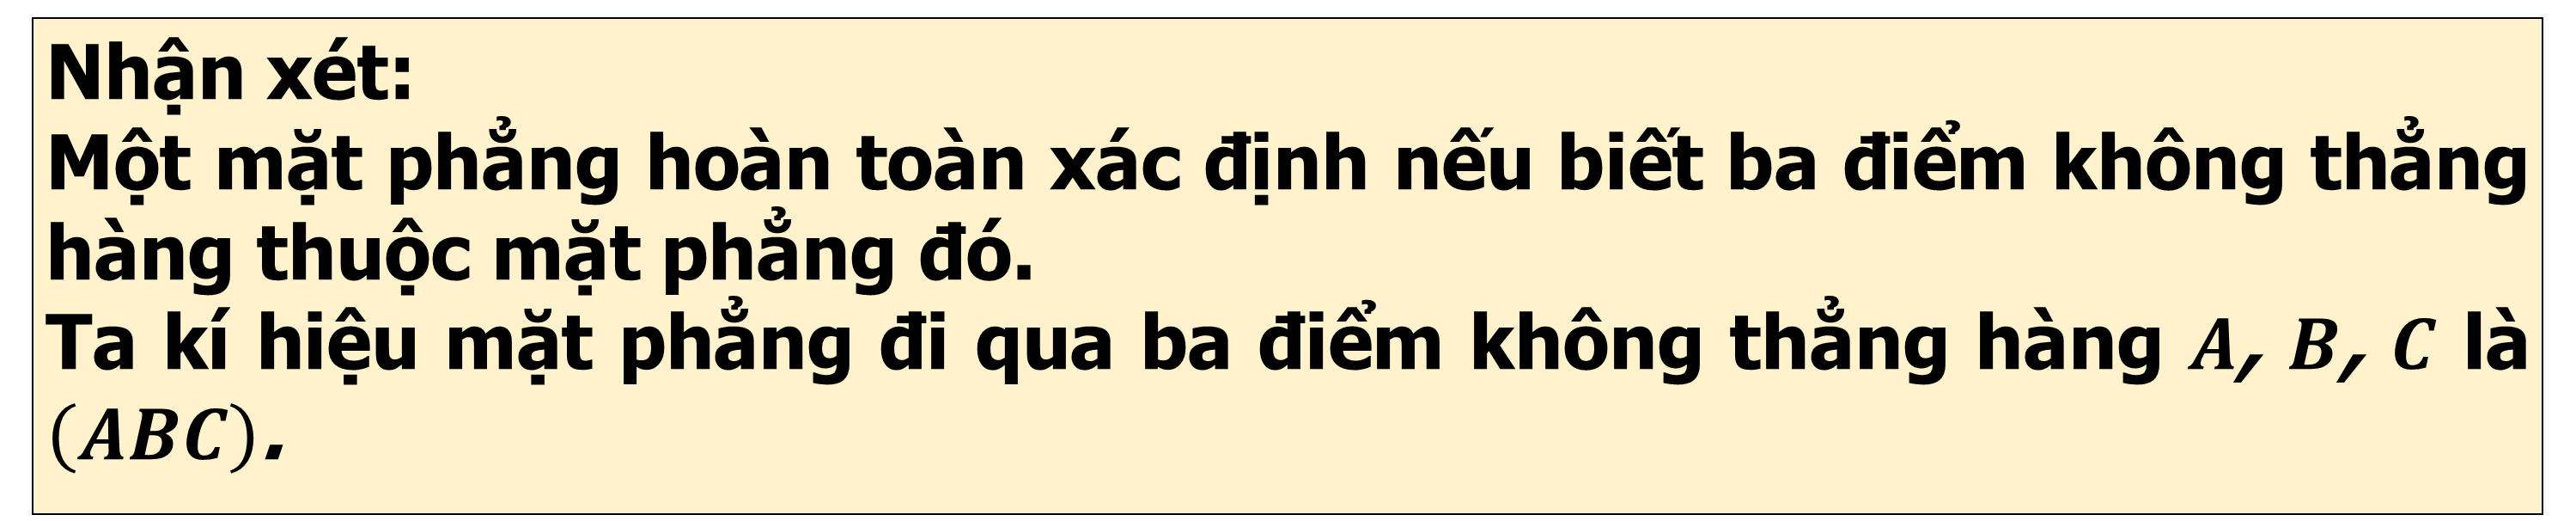 Nhận xét:
Một mặt phẳng hoàn toàn xác định nếu biết ba điểm không thẳng
hàng thuộc mặt phẳng đó.
Ta kí hiệu mặt phẳng đi qua ba điểm không thẳng hàng A, B, C là
(ABC).